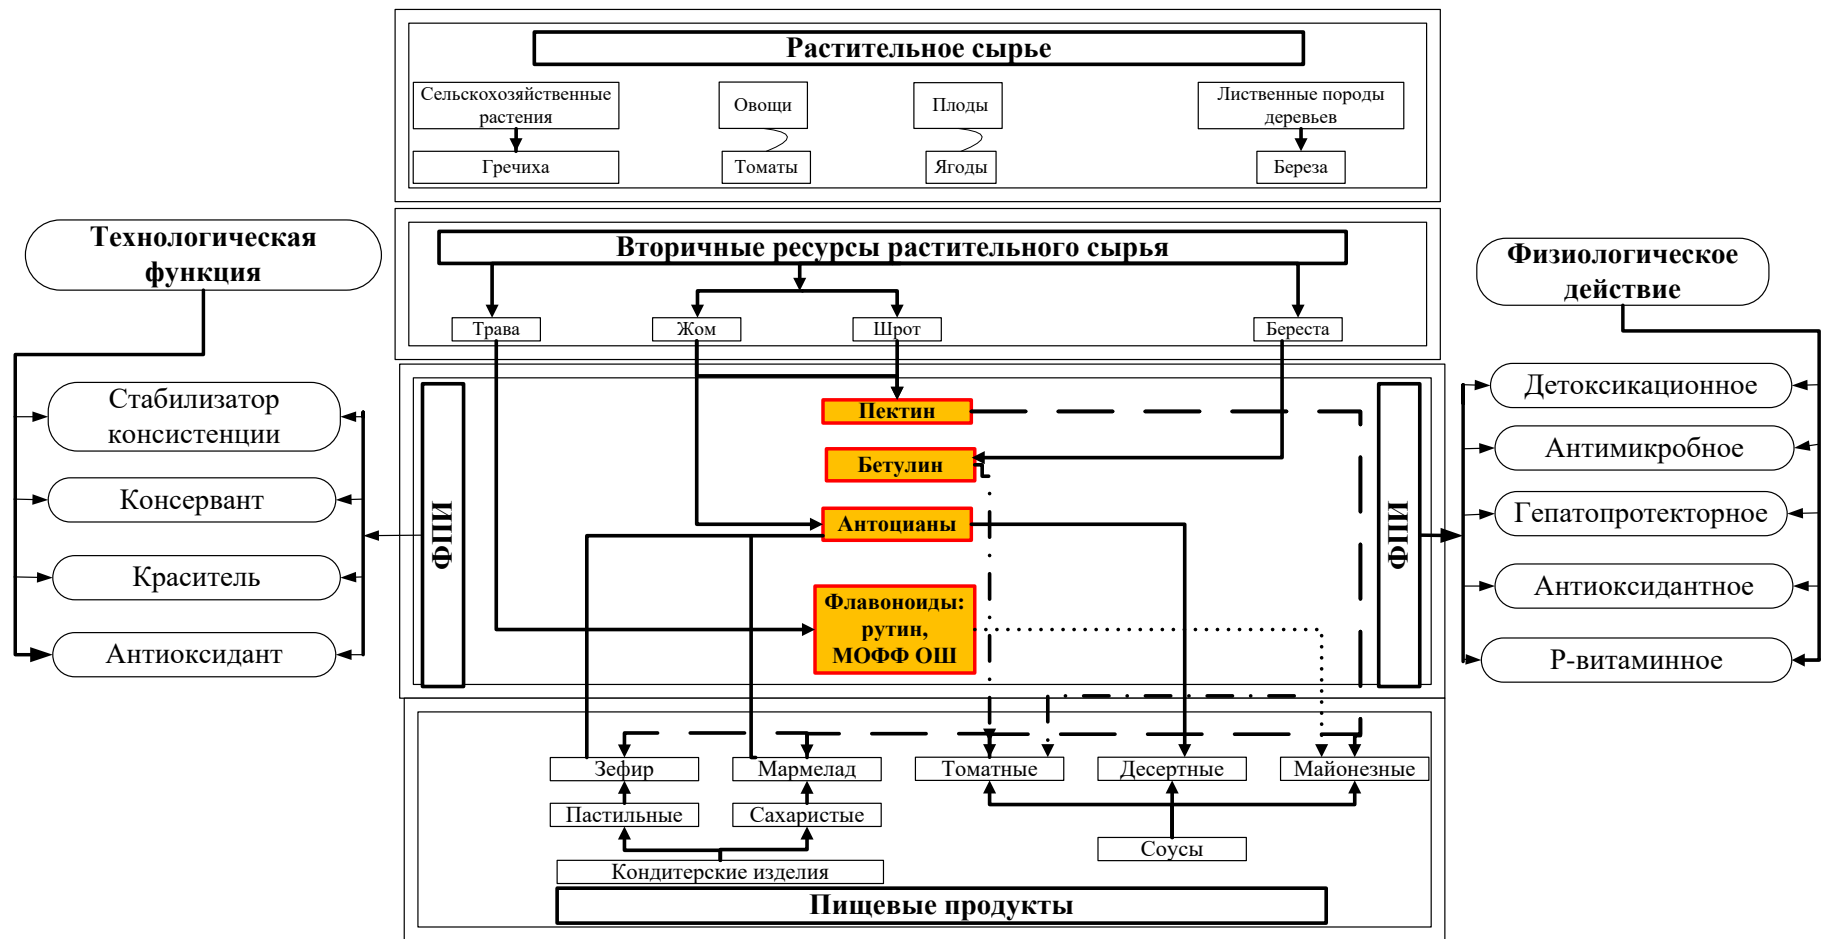 Растительное сырье
Сельскохозяйственные
растения
Овощи
Плоды
Лиственные породы
деревьев
Гречиха
Томаты
Ягоды
Береза
Технологическая
функция
Вторичные ресурсы растительного сырья
Физиологическое
действие
Трава
Жом
Шрот
Береста
Стабилизатор
консистенции
Консервант
Краситель
Антиоксидант
ФПИ
Пектин
Бетулин
Антоцианы
Флавоноиды:
рутин,
МОФФ ОШ
ФПИ
Детоксикационное
Антимикробное
Гепатопротекторное
Антиоксидантное
Р-витаминное
Зефир
Мармелад
Томатные
Десертные
Майонезные
Пастильные
Сахаристые
Соусы
Кондитерские изделия
Пищевые продукты